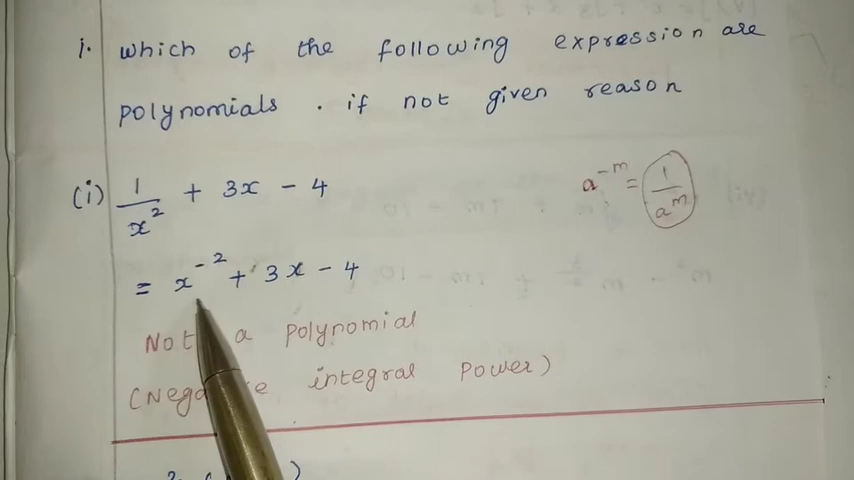 1. which of the following expression are
polynomials . if not given reason
(i) 1/x² + 3x - 4
a⁻ᵐ = 1/aᵐ
= x⁻² + 3x - 4
Not a polynomial
integral power)